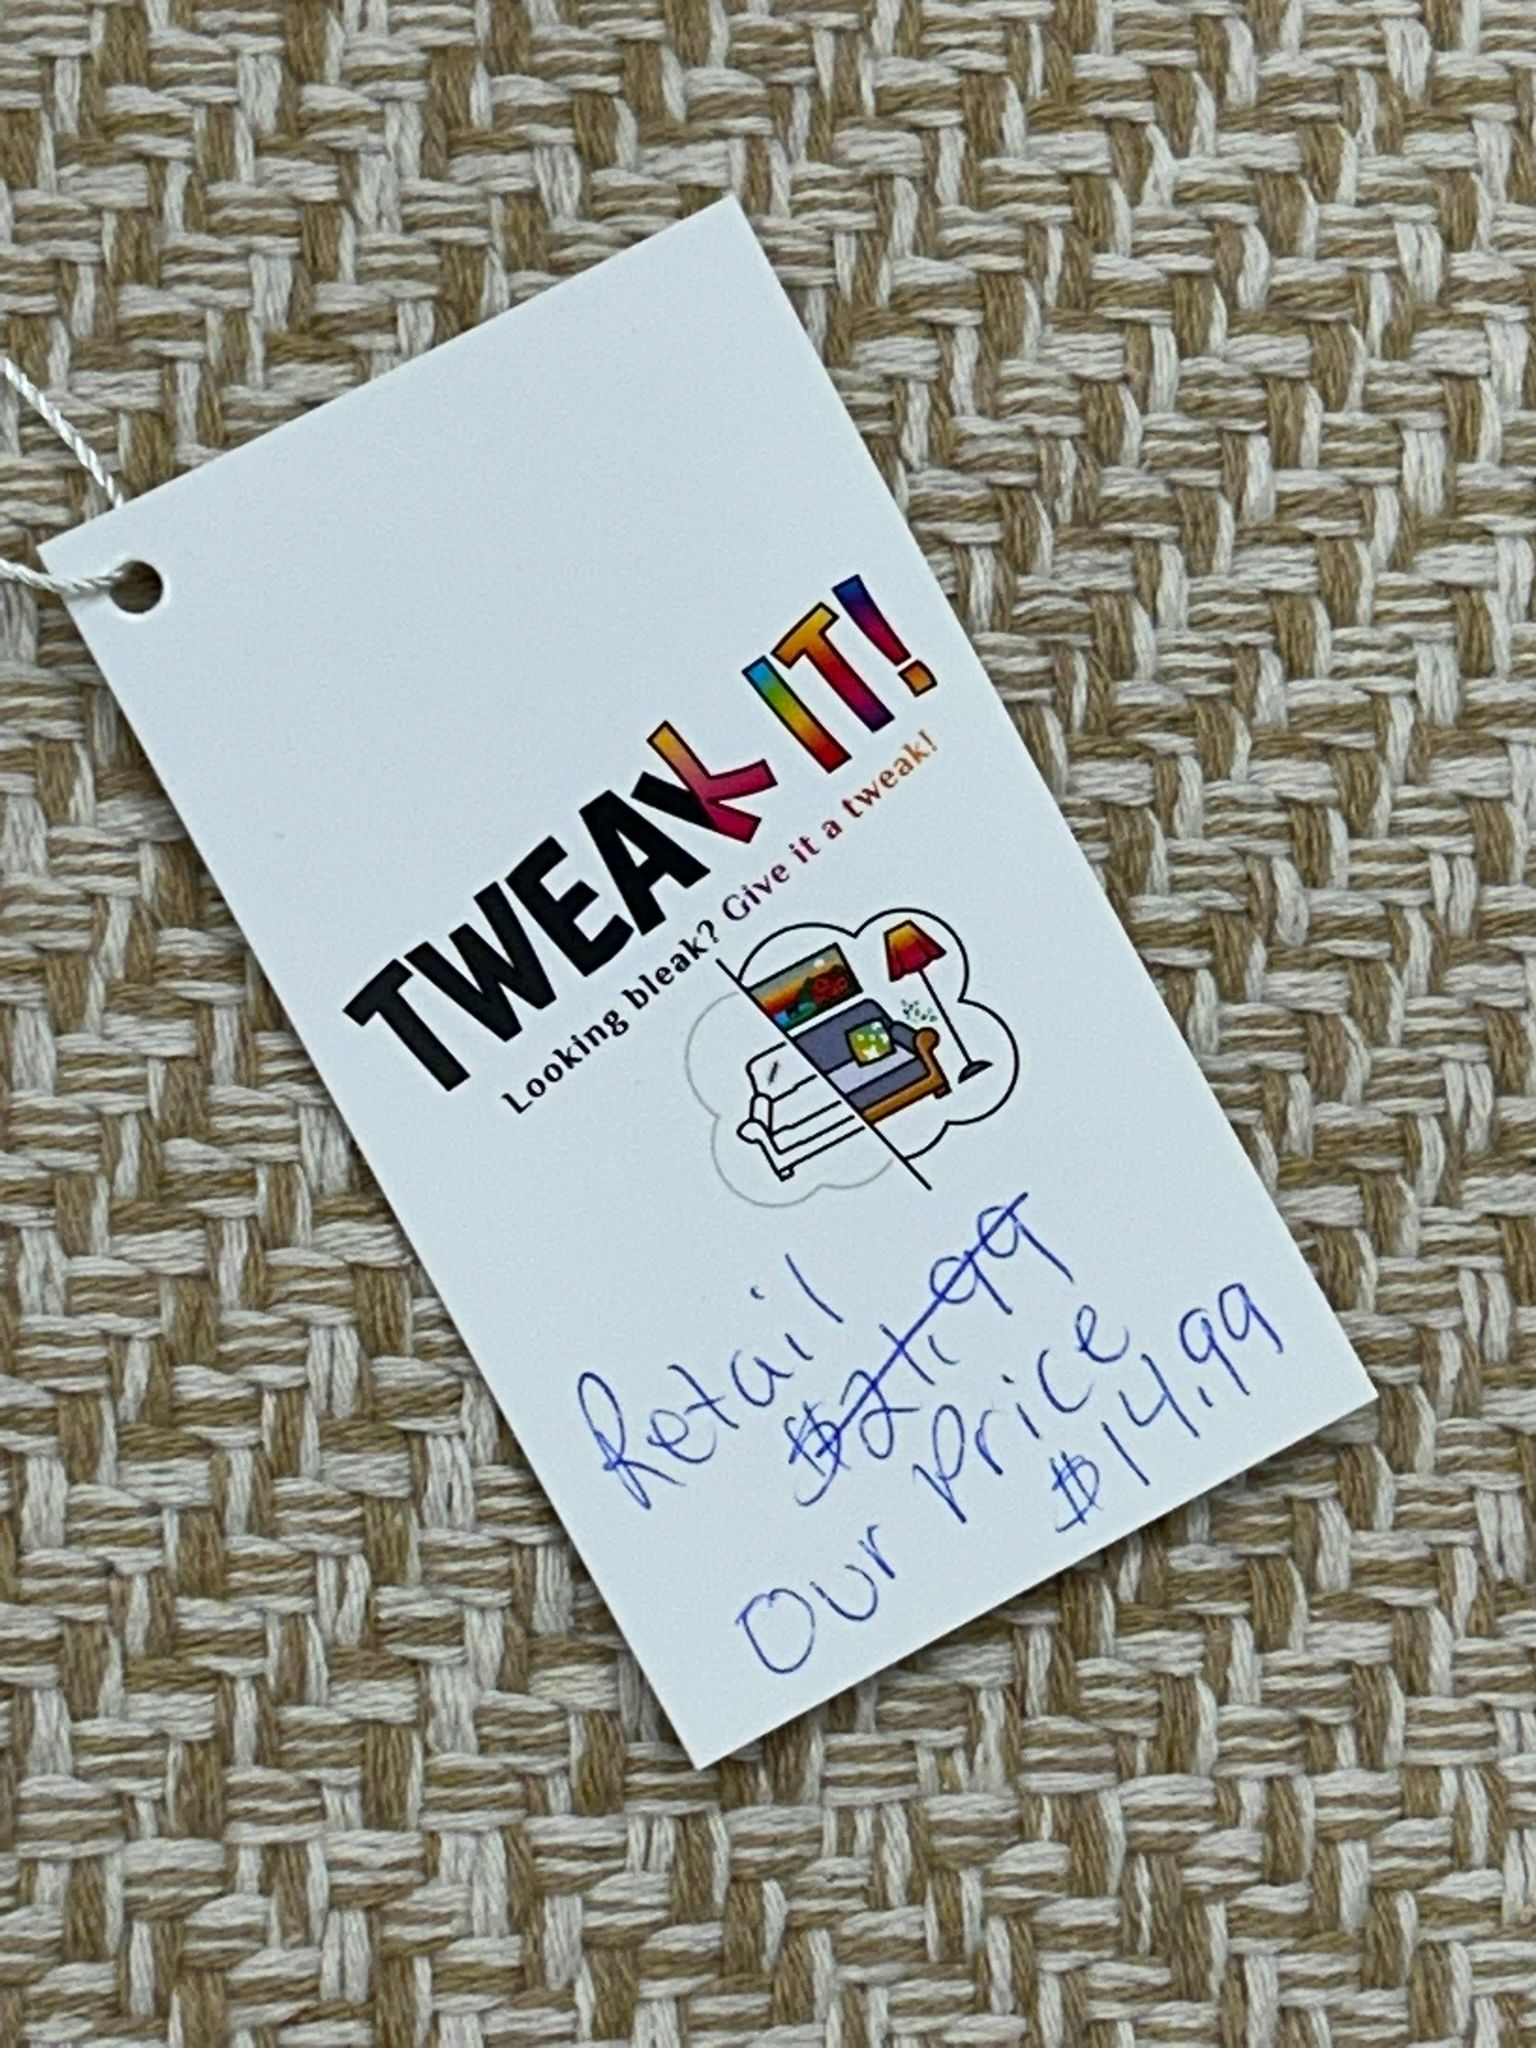 TWEAK IT!
Looking bleak? Give it a tweak!
Retail
$21.99
Our Price
$14.99